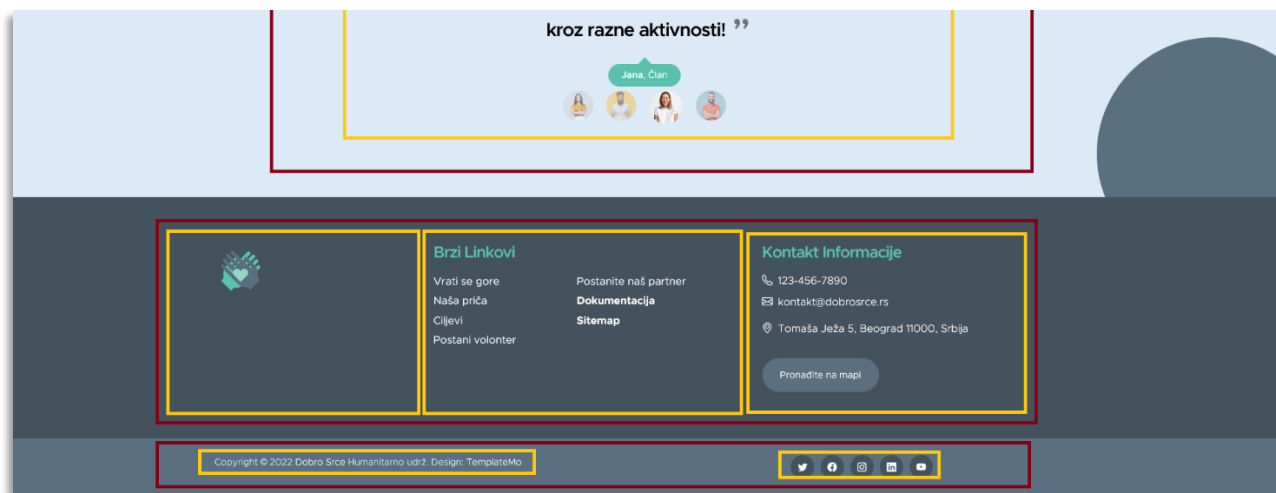 kroz razne aktivnosti! ”
Jana, Član
Brzi Linkovi
Vrati se gore
Naša priča
Ciljevi
Postani volonter
Postanite naš partner
Dokumentacija
Sitemap
Kontakt Informacije
123-456-7890
kontakt@dobrosrce.rs
Tomaša Ježa 5, Beograd 11000, Srbija
Pronađite na mapi
Copyright © 2022 Dobro Srce Humanitarno udrž. Design: TemplateMo